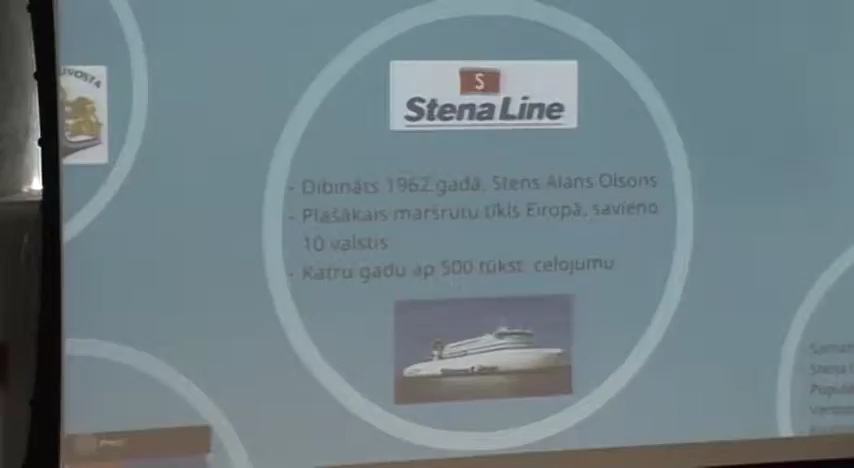 S
Stena Line
- Dibināts 1962.gadā, Stens Alans Olsons
- Plašākais maršrutu tīkls Eiropā, savieno
10 valstis
- Katru gadu ap 500 tūkst. ceļojumu
Stena